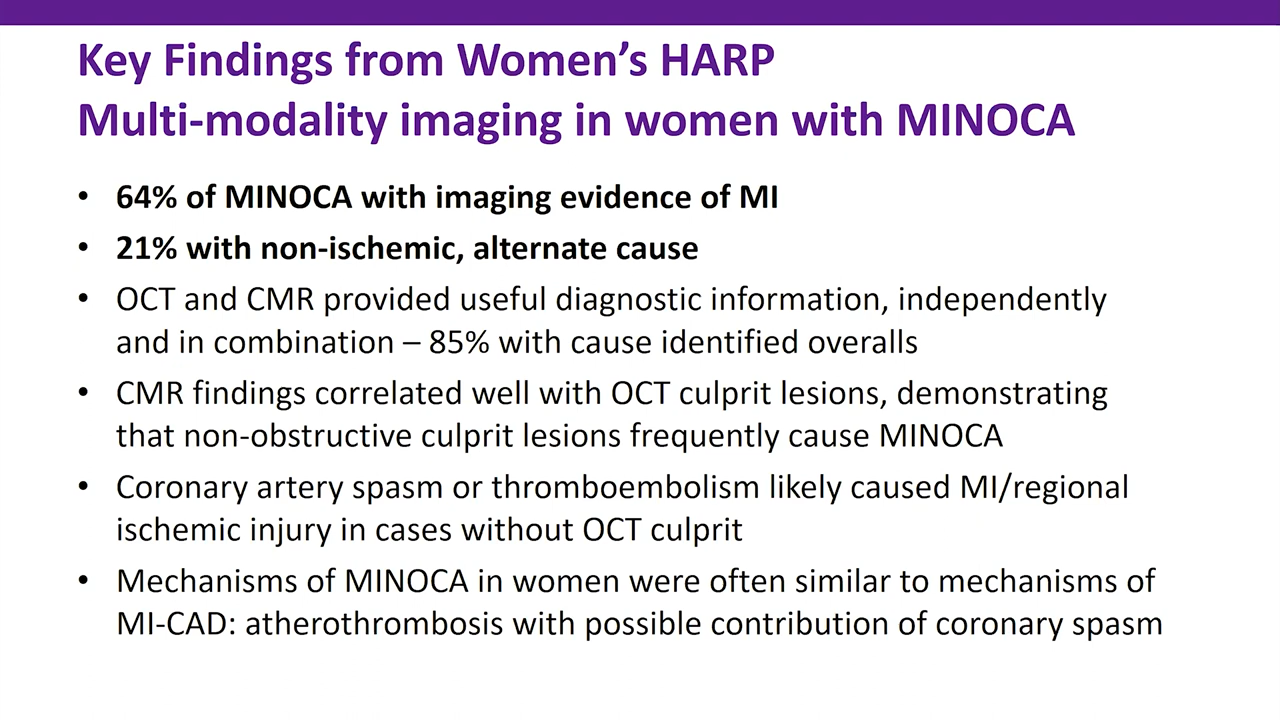 Key Findings from Women's HARP
Multi-modality imaging in women with MINOCA
• 64% of MINOCA with imaging evidence of MI
• 21% with non-ischemic, alternate cause
• OCT and CMR provided useful diagnostic information, independently
and in combination – 85% with cause identified overalls
• CMR findings correlated well with OCT culprit lesions, demonstrating
that non-obstructive culprit lesions frequently cause MINOCA
• Coronary artery spasm or thromboembolism likely caused MI/regional
ischemic injury in cases without OCT culprit
• Mechanisms of MINOCA in women were often similar to mechanisms of
MI-CAD: atherothrombosis with possible contribution of coronary spasm